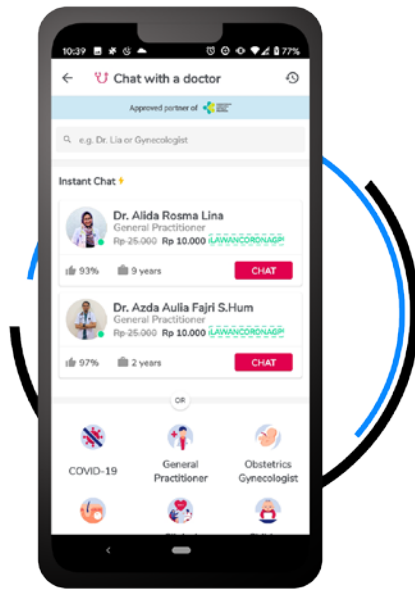 10:39
77%
Chat with a doctor
Approved partner of
e.g. Dr. Lia or Gynecologist
Instant Chat
Dr. Alida Rosma Lina
General Practitioner
Rp 25.000 Rp 10.000 LAWANCORONAGP
93% 9 years CHAT
Dr. Azda Aulia Fajri S.Hum
General Practitioner
Rp 25.000 Rp 10.000 LAWANCORONAGP
97% 2 years CHAT
OR
COVID-19
General
Practitioner
Obstetrics
Gynecologist